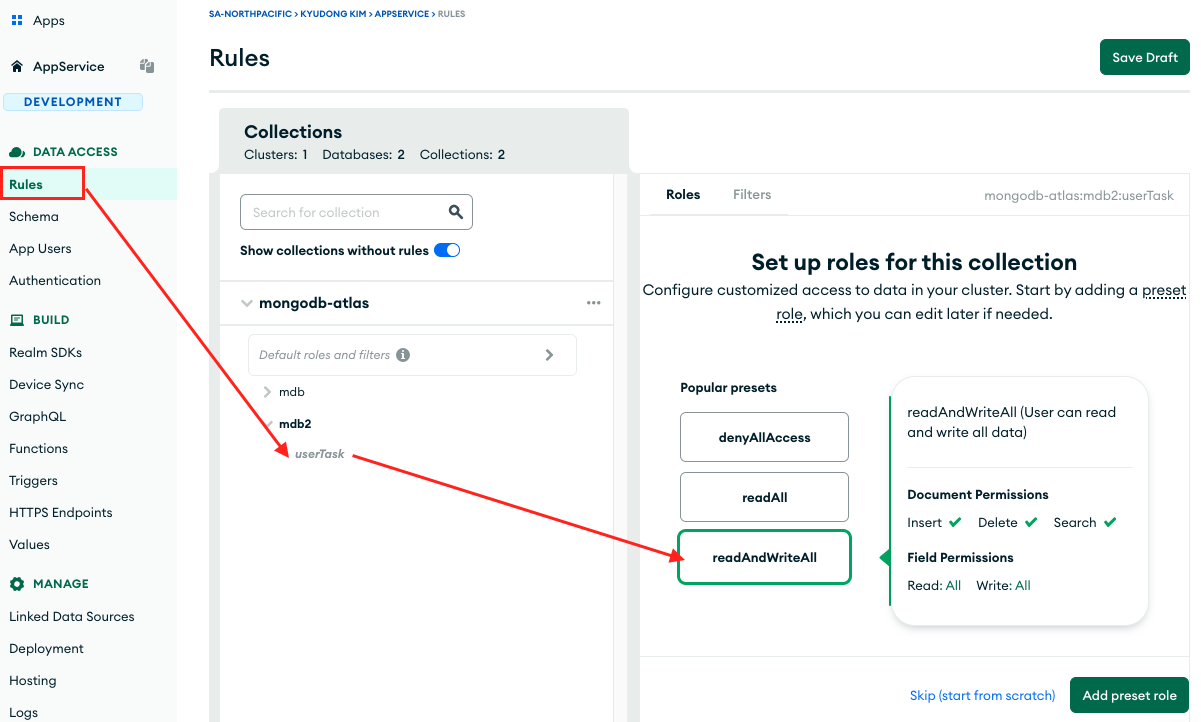 Apps
AppService
DEVELOPMENT
DATA ACCESS
Rules
Schema
App Users
Authentication
BUILD
Realm SDKs
Device Sync
GraphQL
Functions
Triggers
HTTPS Endpoints
Values
MANAGE
Linked Data Sources
Deployment
Hosting
Logs
SA-NORTHPACIFIC > KYUDONG KIM > APPSERVICE > RULES
Rules
Save Draft
Collections
Clusters: 1 Databases: 2 Collections: 2
Search for collection
Show collections without rules
mongodb-atlas
Default roles and filters
mdb
mdb2
userTask
Roles Filters mongodb-atlas:mdb2:userTask
Set up roles for this collection
Configure customized access to data in your cluster. Start by adding a preset
role, which you can edit later if needed.
Popular presets
denyAllAccess
readAll
readAndWriteAll
readAndWriteAll (User can read
and write all data)
Document Permissions
Insert Delete Search
Field Permissions
Read: All Write: All
Skip (start from scratch)
Add preset role